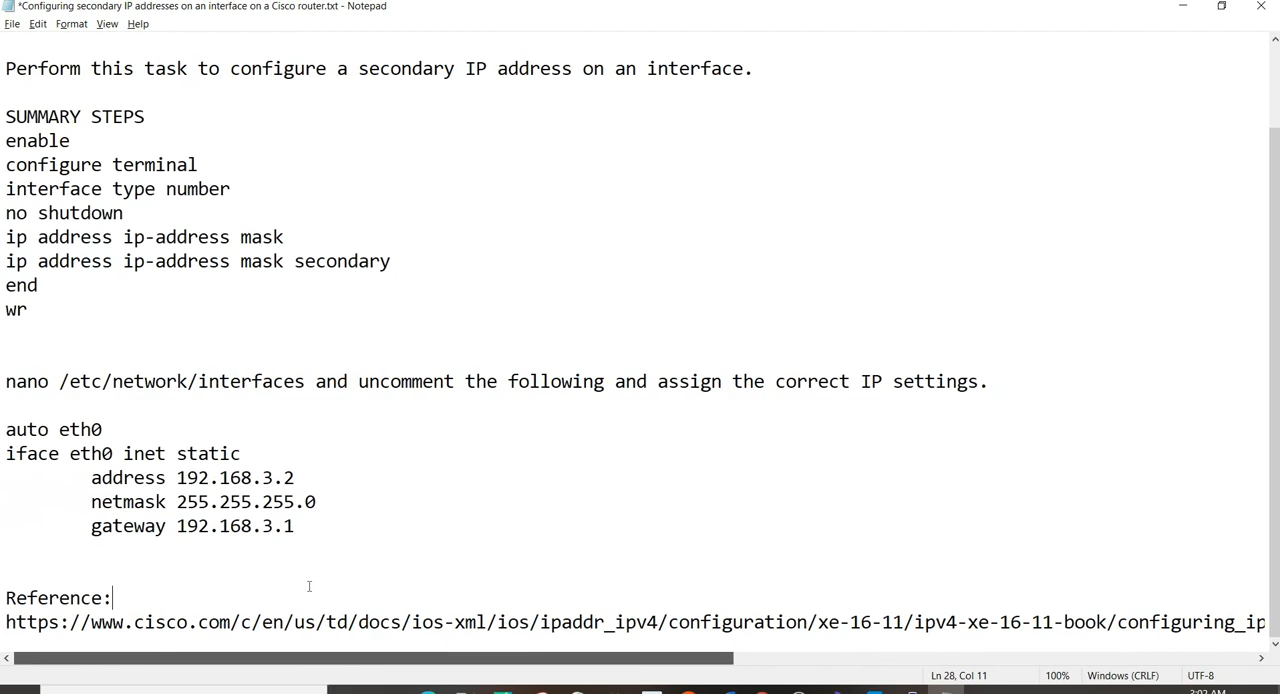 *Configuring secondary IP addresses on an interface on a Cisco router.txt - Notepad
File Edit Format View Help
Perform this task to configure a secondary IP address on an interface.
SUMMARY STEPS
enable
configure terminal
interface type number
no shutdown
ip address ip-address mask
ip address ip-address mask secondary
end
wr
nano /etc/network/interfaces and uncomment the following and assign the correct IP settings.
auto eth0
iface eth0 inet static
address 192.168.3.2
netmask 255.255.255.0
gateway 192.168.3.1
Reference:
https://www.cisco.com/c/en/us/td/docs/ios-xml/ios/ipaddr_ipv4/configuration/xe-16-11/ipv4-xe-16-11-book/configuring_ip
Ln 28, Col 11 100% Windows (CRLF) UTF-8